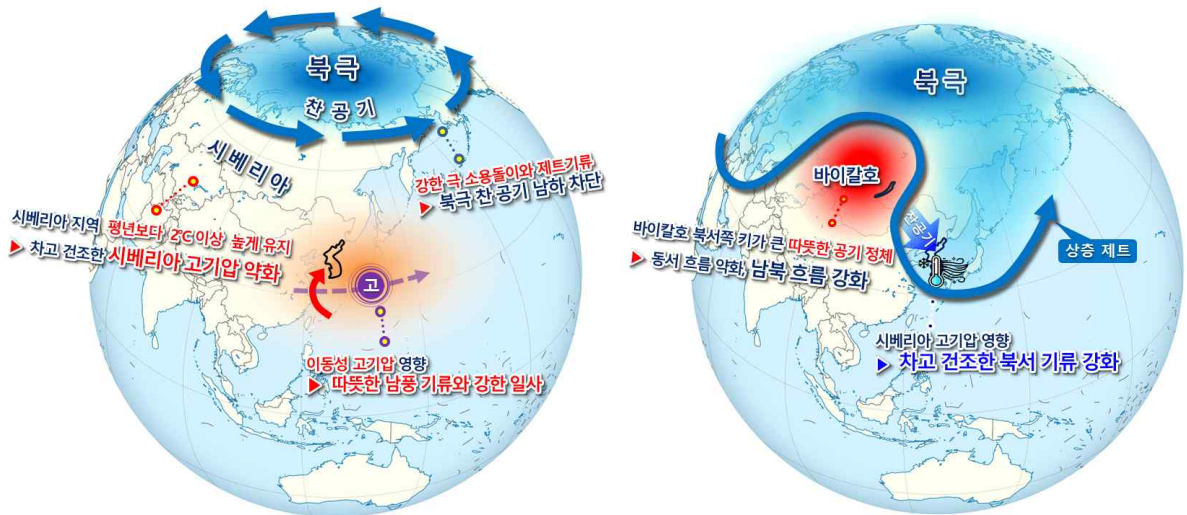 북극
찬 공기
시베리아
강한 극 소용돌이와 제트기류
▶ 북극 찬 공기 남하 차단
시베리아 지역 평년보다 2℃ 이상 높게 유지
▶ 차고 건조한 시베리아 고기압 약화
고
이동성 고기압 영향
▶ 따뜻한 남풍 기류와 강한 일사
북극
바이칼호
찬공기
바이칼호 북서쪽 키가 큰 따뜻한 공기 정체
▶ 동서 흐름 약화, 남북 흐름 강화
상층 제트
시베리아 고기압 영향
▶ 차고 건조한 북서 기류 강화